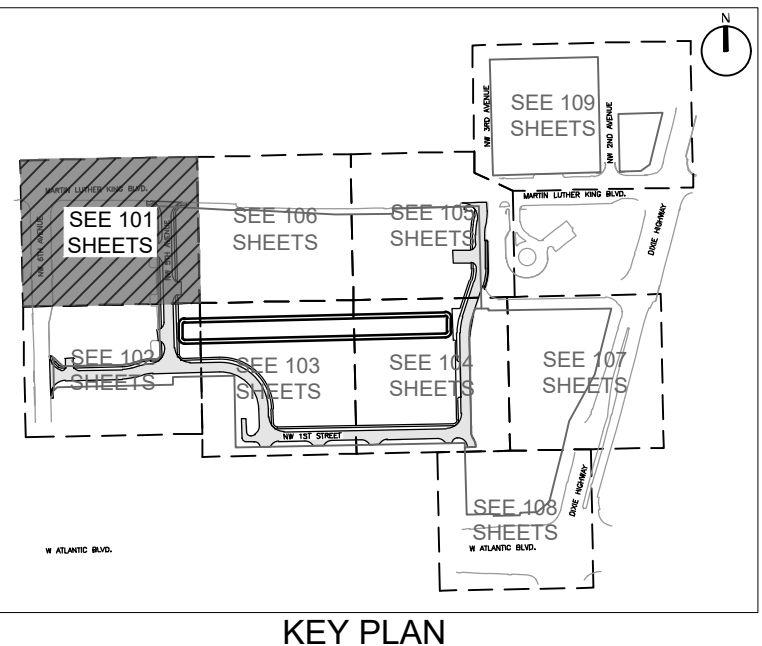 N
NW 3RD AVENUE
SEE 109
SHEETS
NW 2ND AVENUE
MARTIN LUTHER KING BLVD.
MARTIN LUTHER KING BLVD.
NW 6TH AVENUE
SEE 101
SHEETS
NW 5TH AVENUE
SEE 106
SHEETS
SEE 105
SHEETS
DIXIE HIGHWAY
SEE 102
SHEETS
SEE 103
SHEETS
SEE 104
SHEETS
SEE 107
SHEETS
NW 1ST STREET
SEE 108
SHEETS
DIXIE HIGHWAY
W ATLANTIC BLVD.
W ATLANTIC BLVD.
KEY PLAN